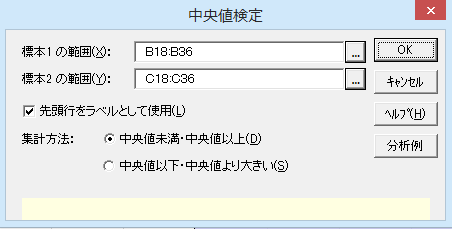 中央値検定
×
標本1の範囲(X): B18:B36 ... OK
標本2の範囲(Y): C18:C36 ... キャンセル
先頭行をラベルとして使用(L) ヘルプ(H)
集計方法: 中央値未満・中央値以上(D) 分析例
中央値以下・中央値より大きい(S)